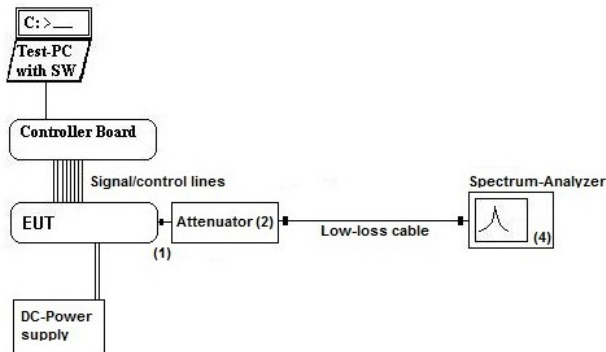 C:>__
Test-PC
with SW
Controller Board
Signal/control lines
Spectrum-Analyzer
EUT
Attenuator (2)
Low-loss cable
(4)
(1)
DC-Power
supply